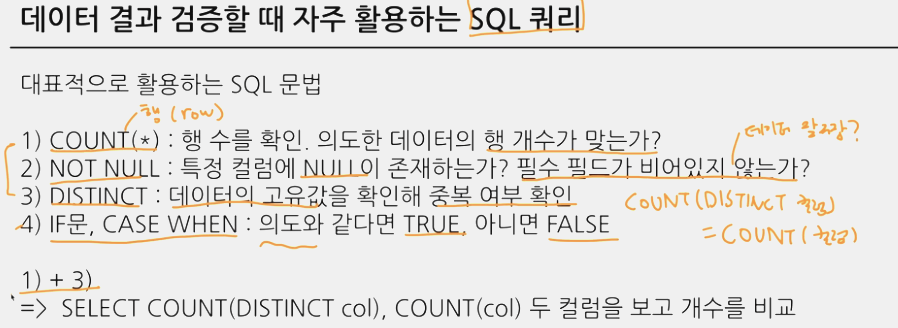 데이터 결과 검증할 때 자주 활용하는 SQL 쿼리
대표적으로 활용하는 SQL 문법
행 (row)
1) COUNT(*) : 행 수를 확인. 의도한 데이터의 행 개수가 맞는가?
2) NOT NULL : 특정 컬럼에 NULL이 존재하는가? 필수 필드가 비어있지 않는가?
3) DISTINCT : 데이터의 고유값을 확인해 중복 여부 확인
COUNT(DISTINCT 컬럼)
4) IF문, CASE WHEN : 의도와 같다면 TRUE, 아니면 FALSE
= COUNT(컬럼)
1) + 3)
=> SELECT COUNT(DISTINCT col), COUNT(col) 두 컬럼을 보고 개수를 비교